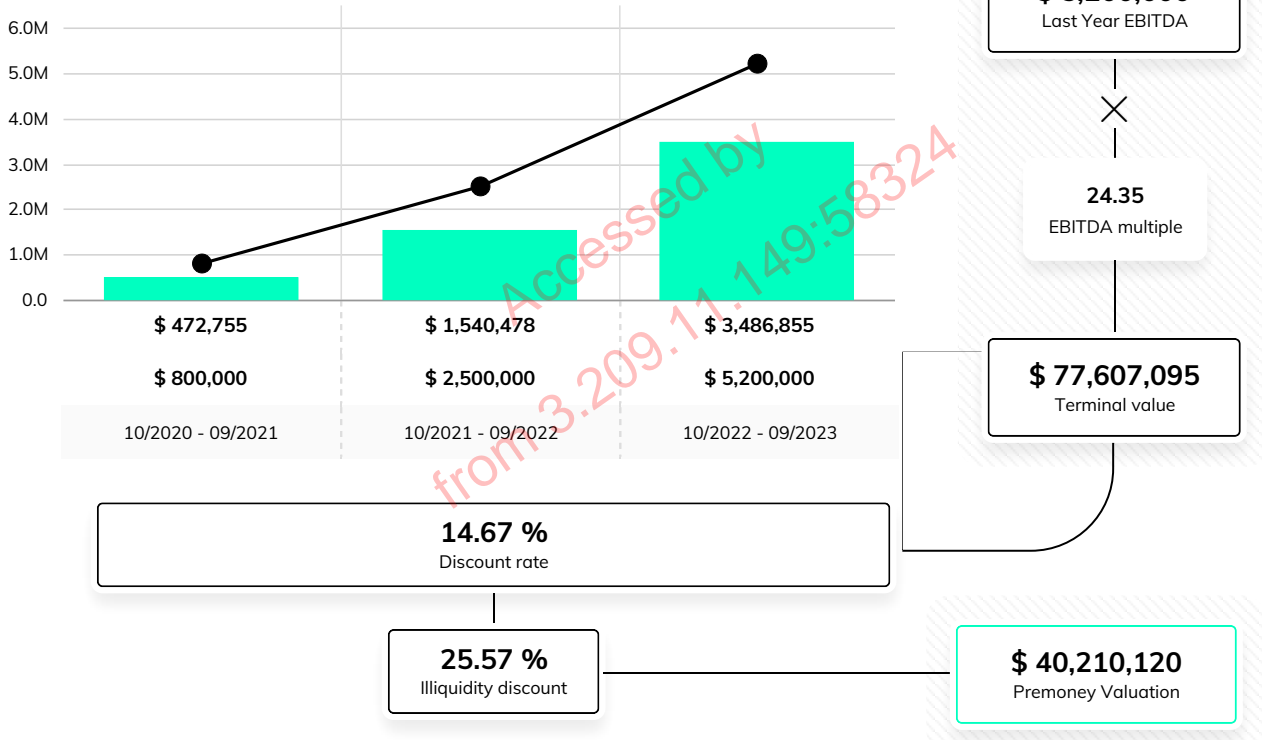 Last Year EBITDA
6.0M
5.0M
4.0M
3.0M
2.0M
1.0M
0.0
24.35
EBITDA multiple
$ 472,755
$ 1,540,478
$ 3,486,855
$ 800,000
$ 2,500,000
$ 5,200,000
10/2020 - 09/2021
10/2021 - 09/2022
10/2022 - 09/2023
$ 77,607,095
Terminal value
14.67 %
Discount rate
25.57 %
Illiquidity discount
$ 40,210,120
Premoney Valuation
Accessed by
from 3.209.11.149:58324